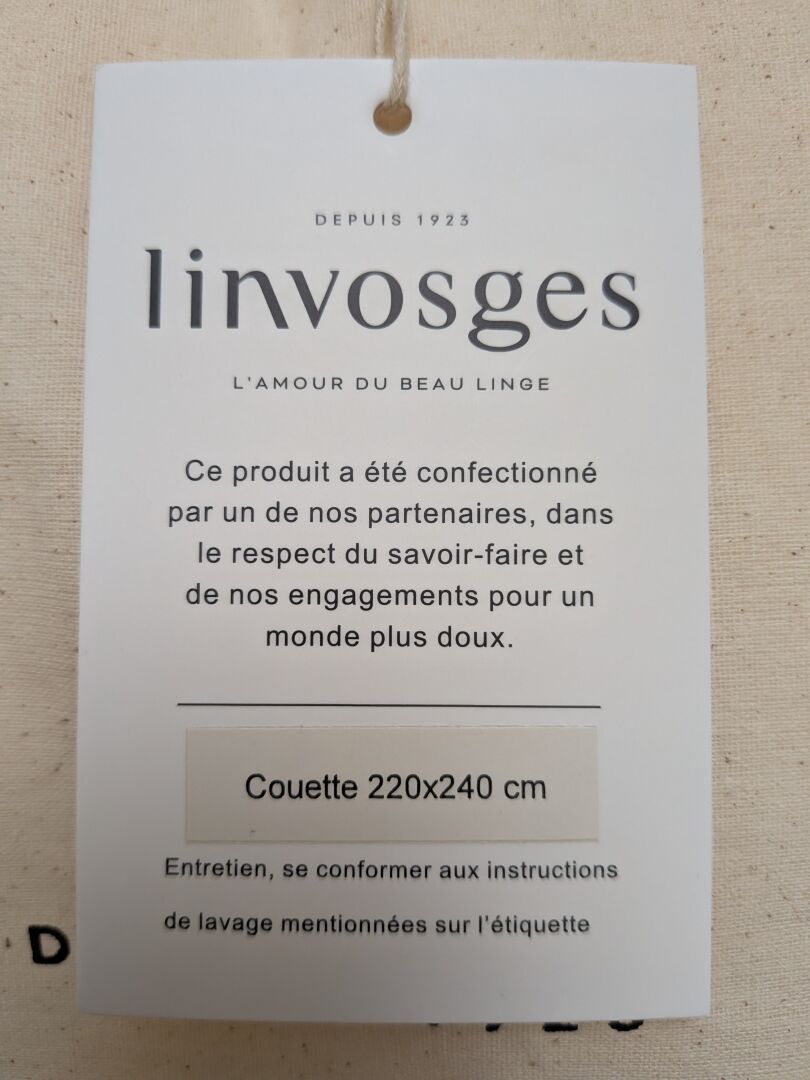 DEPUIS 1923
linvosges
L'AMOUR DU BEAU LINGE
Ce produit a été confectionné
par un de nos partenaires, dans
le respect du savoir-faire et
de nos engagements pour un
monde plus doux.
Couette 220x240 cm
Entretien, se conformer aux instructions
de lavage mentionnées sur l'étiquette
D